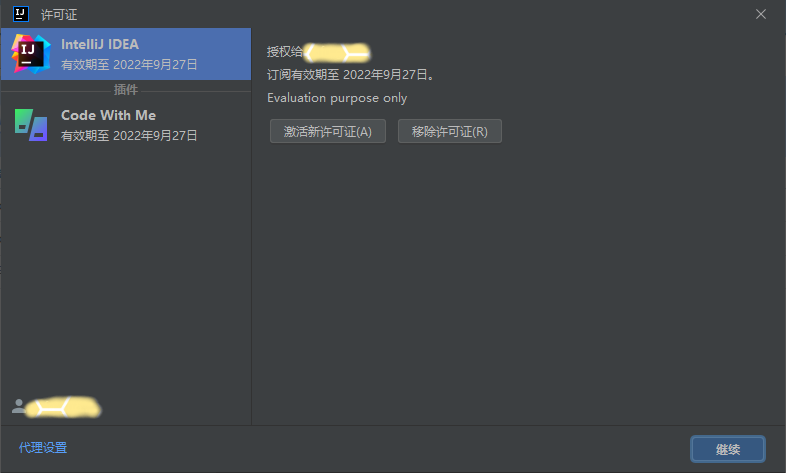 许可证
IntelliJ IDEA
有效期至 2022年9月27日
插件
Code With Me
有效期至 2022年9月27日
授权给
订阅有效期至 2022年9月27日。
Evaluation purpose only
激活新许可证(A)
移除许可证(R)
代理设置
继续